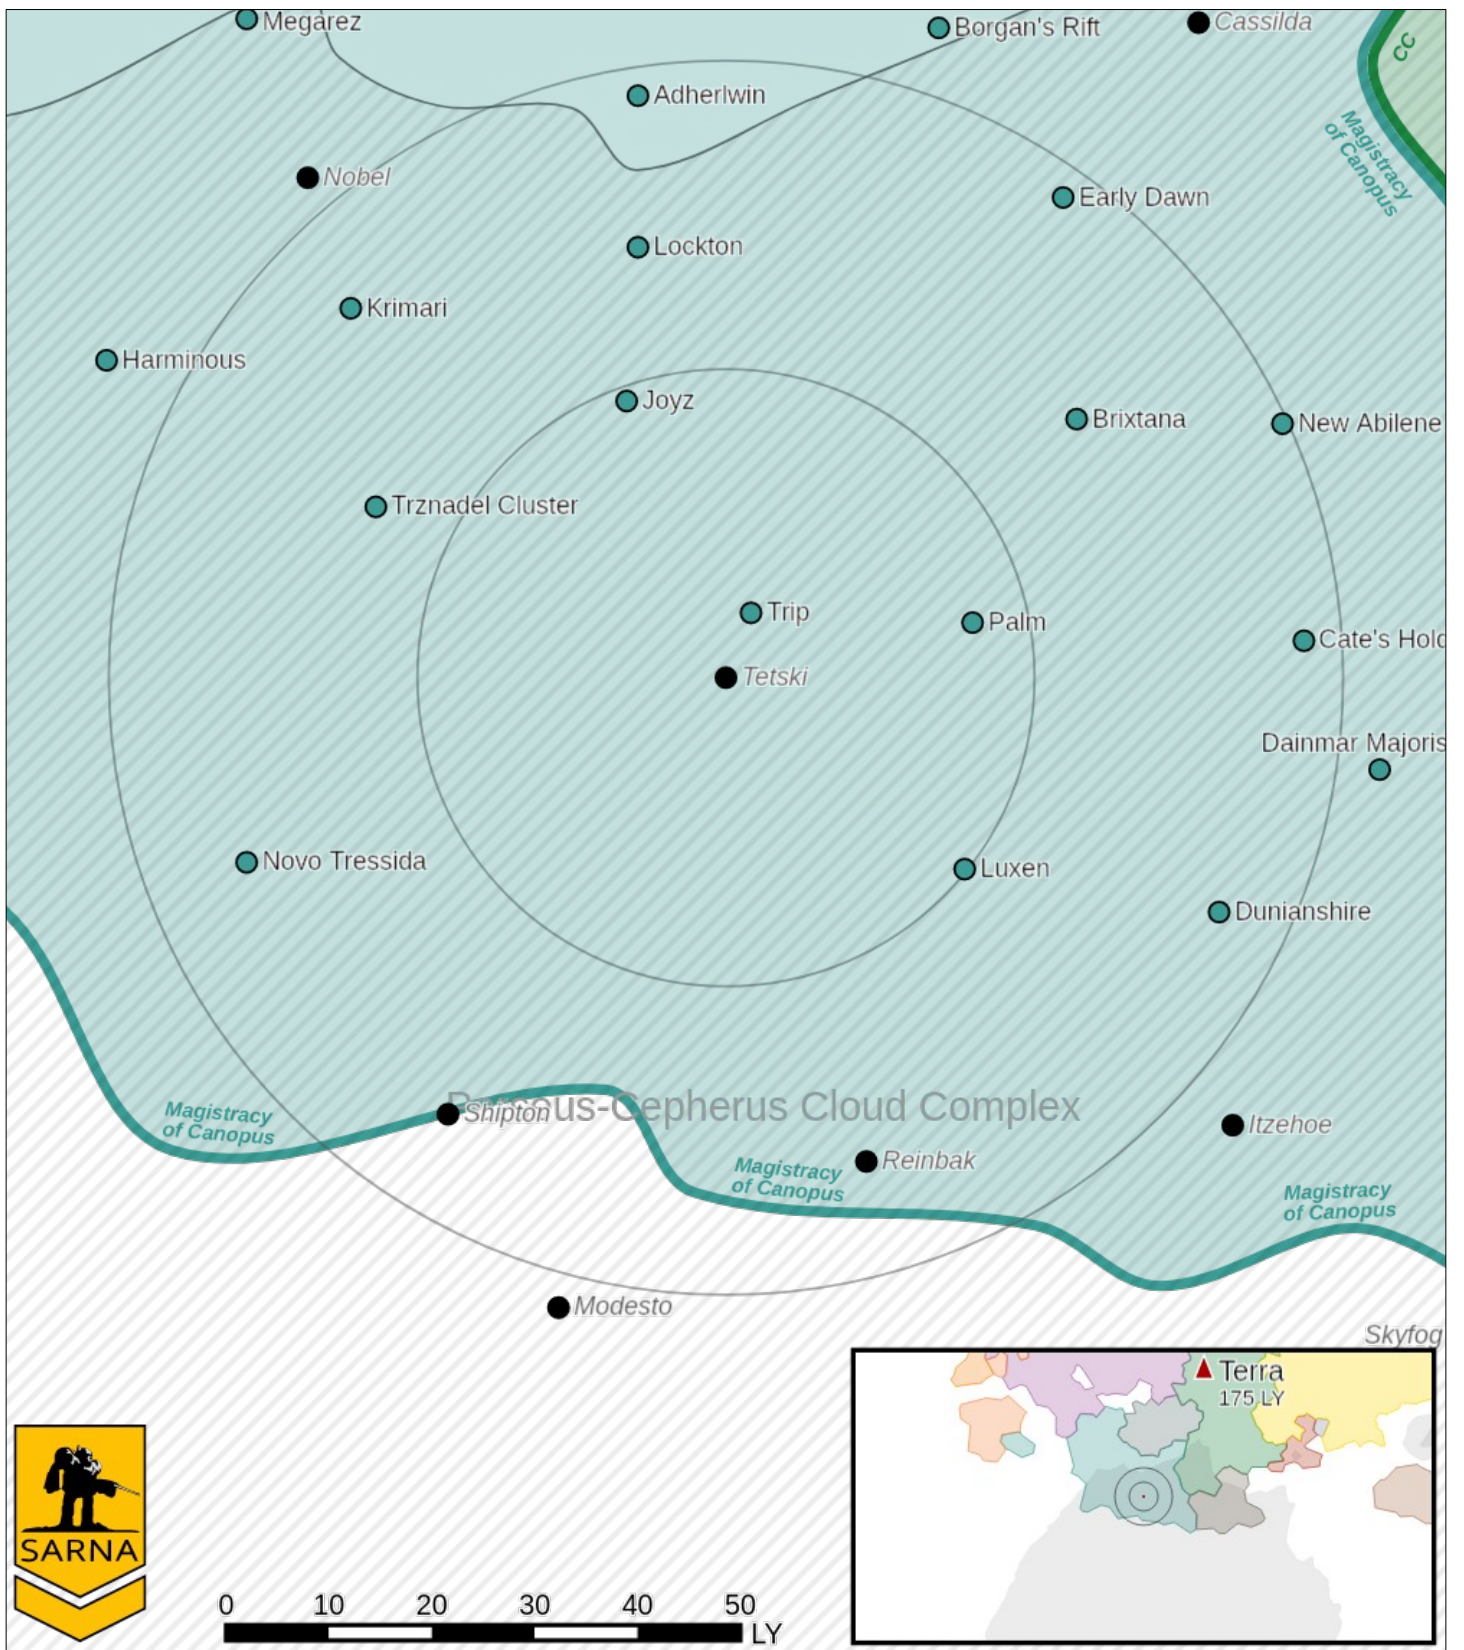 Megarez
Borgan's Rift
Cassilda
CC
Adherlwin
Magistracy
of Canopus
Nobel
Early Dawn
Lockton
Krimari
Harminous
Joyz
Brixtana
New Abilene
Trznadel Cluster
Trip
Palm
Cate's Hold
Tetski
Dainmar Majoris
Novo Tressida
Luxen
Dunianshire
Perseus-Cepherus Cloud Complex
Magistracy
of Canopus
Shipton
Itzehoe
Reinbak
Magistracy
of Canopus
Magistracy
of Canopus
Modesto
Skyfog
Terra
175 LY
SARNA
0 10 20 30 40 50
LY